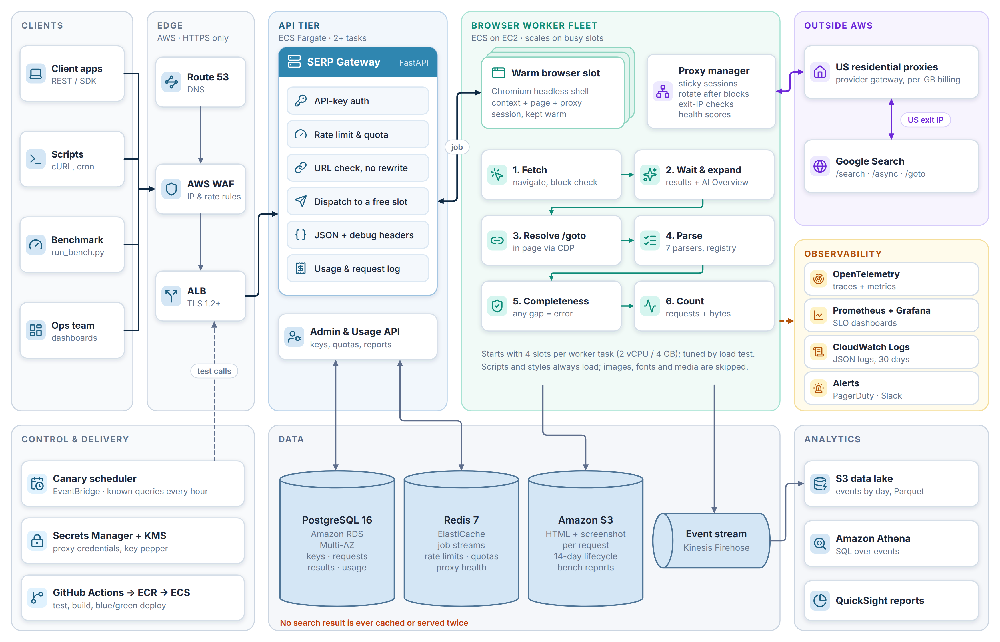 CLIENTS
Client apps
REST / SDK
Scripts
cURL, cron
Benchmark
run_bench.py
Ops team
dashboards
EDGE
AWS · HTTPS only
Route 53
DNS
AWS WAF
IP & rate rules
ALB
TLS 1.2+
test calls
API TIER
ECS Fargate · 2+ tasks
SERP Gateway FastAPI
API-key auth
Rate limit & quota
URL check, no rewrite
Dispatch to a free slot
JSON + debug headers
Usage & request log
Admin & Usage API
keys, quotas, reports
job
BROWSER WORKER FLEET
ECS on EC2 · scales on busy slots
Warm browser slot
Chromium headless shell
context + page + proxy
session, kept warm
Proxy manager
sticky sessions
rotate after blocks
exit-IP checks
health scores
1. Fetch
navigate, block check
2. Wait & expand
results + AI Overview
3. Resolve /goto
in page via CDP
4. Parse
7 parsers, registry
5. Completeness
any gap = error
6. Count
requests + bytes
Starts with 4 slots per worker task (2 vCPU / 4 GB); tuned by load test.
Scripts and styles always load; images, fonts and media are skipped.
OUTSIDE AWS
US residential proxies
provider gateway, per-GB billing
US exit IP
Google Search
/search · /async · /goto
OBSERVABILITY
OpenTelemetry
traces + metrics
Prometheus + Grafana
SLO dashboards
CloudWatch Logs
JSON logs, 30 days
Alerts
PagerDuty · Slack
CONTROL & DELIVERY
Canary scheduler
EventBridge · known queries every hour
Secrets Manager + KMS
proxy credentials, key pepper
GitHub Actions → ECR → ECS
test, build, blue/green deploy
DATA
PostgreSQL 16
Amazon RDS
Multi-AZ
keys · requests
results · usage
Redis 7
ElastiCache
job streams
rate limits · quotas
proxy health
Amazon S3
HTML + screenshot
per request
14-day lifecycle
bench reports
Event stream
Kinesis Firehose
No search result is ever cached or served twice
ANALYTICS
S3 data lake
events by day, Parquet
Amazon Athena
SQL over events
QuickSight reports